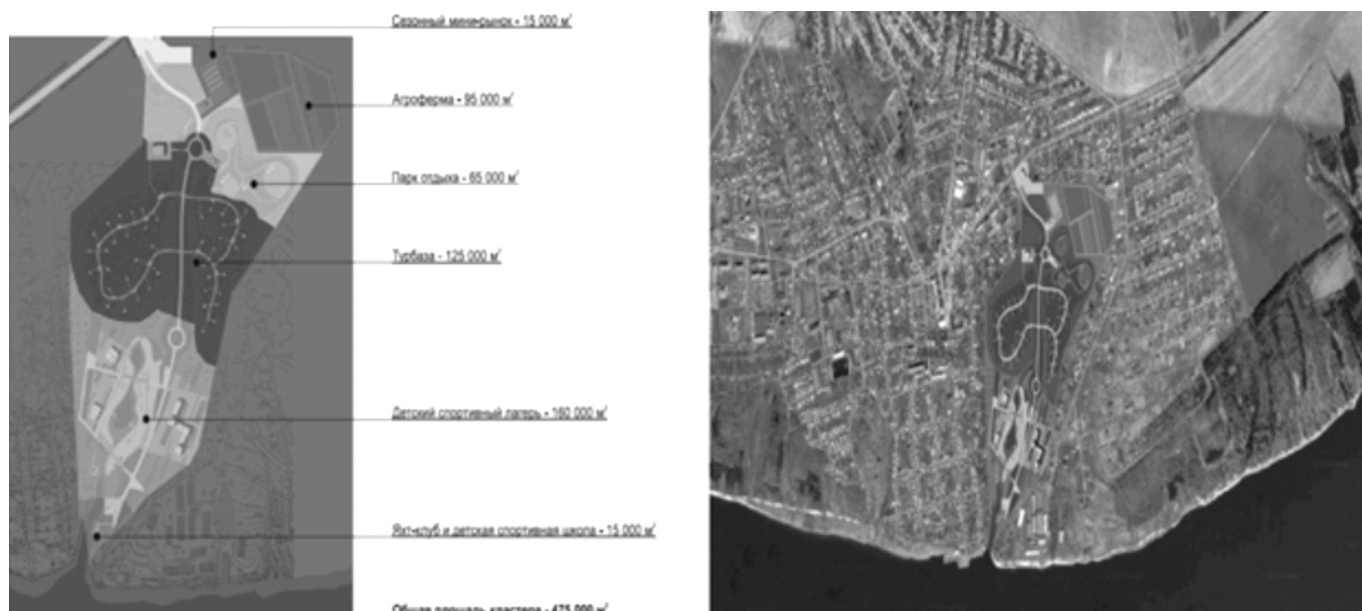 Сезонный мини-рынок - 15 000 м²
Агроферма - 95 000 м²
Парк отдыха - 65 000 м²
Турбаза - 125 000 м²
Детский спортивный лагерь - 160 000 м²
Яхт-клуб и детская спортивная школа - 15 000 м²
Общая площадь кластера - 475 000 м²